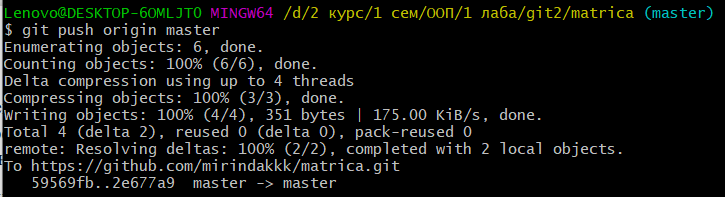 Lenovo@DESKTOP-6OMLJTO MINGW64 /d/2 курс/1 сем/ООП/1 лаба/git2/matrica (master)
$ git push origin master
Enumerating objects: 6, done.
Counting objects: 100% (6/6), done.
Delta compression using up to 4 threads
Compressing objects: 100% (3/3), done.
Writing objects: 100% (4/4), 351 bytes | 175.00 KiB/s, done.
Total 4 (delta 2), reused 0 (delta 0), pack-reused 0
remote: Resolving deltas: 100% (2/2), completed with 2 local objects.
To https://github.com/mirindakkk/matrica.git
   59569fb..2e677a9  master -> master